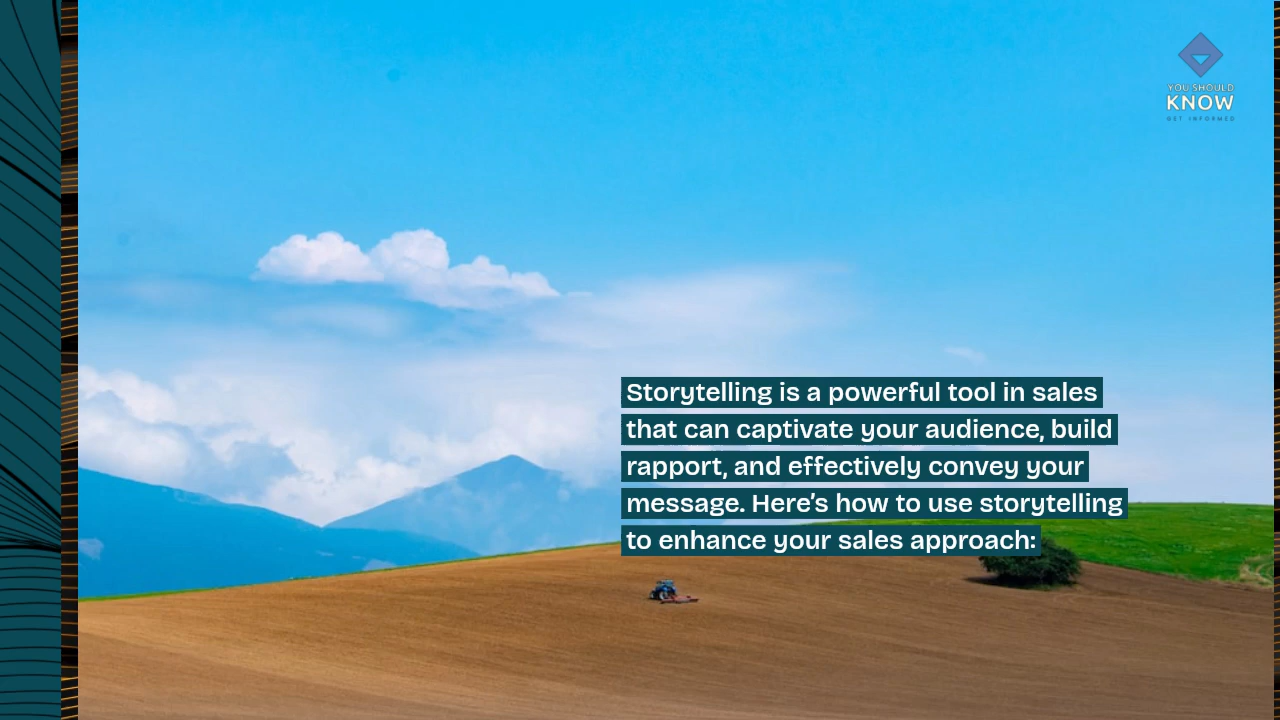 YOU SHOULD
KNOW
GET INFORMED
Storytelling is a powerful tool in sales
that can captivate your audience, build
rapport, and effectively convey your
message. Here’s how to use storytelling
to enhance your sales approach: